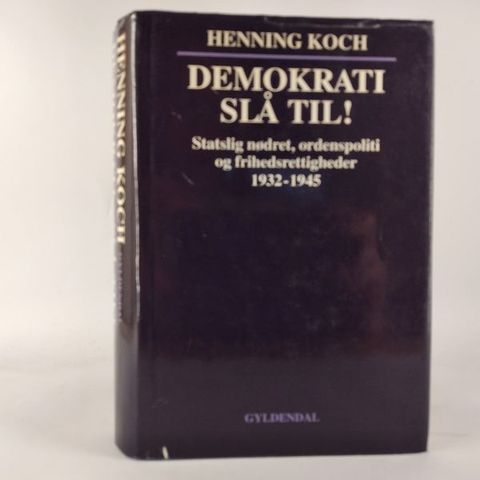 HENNING KOCH
DEMOKRATI
SLÅ TIL!
Statslig nødret, ordenspoliti
og frihedsrettigheder
1932-1945
GYLDENDAL
HENNING KOCH